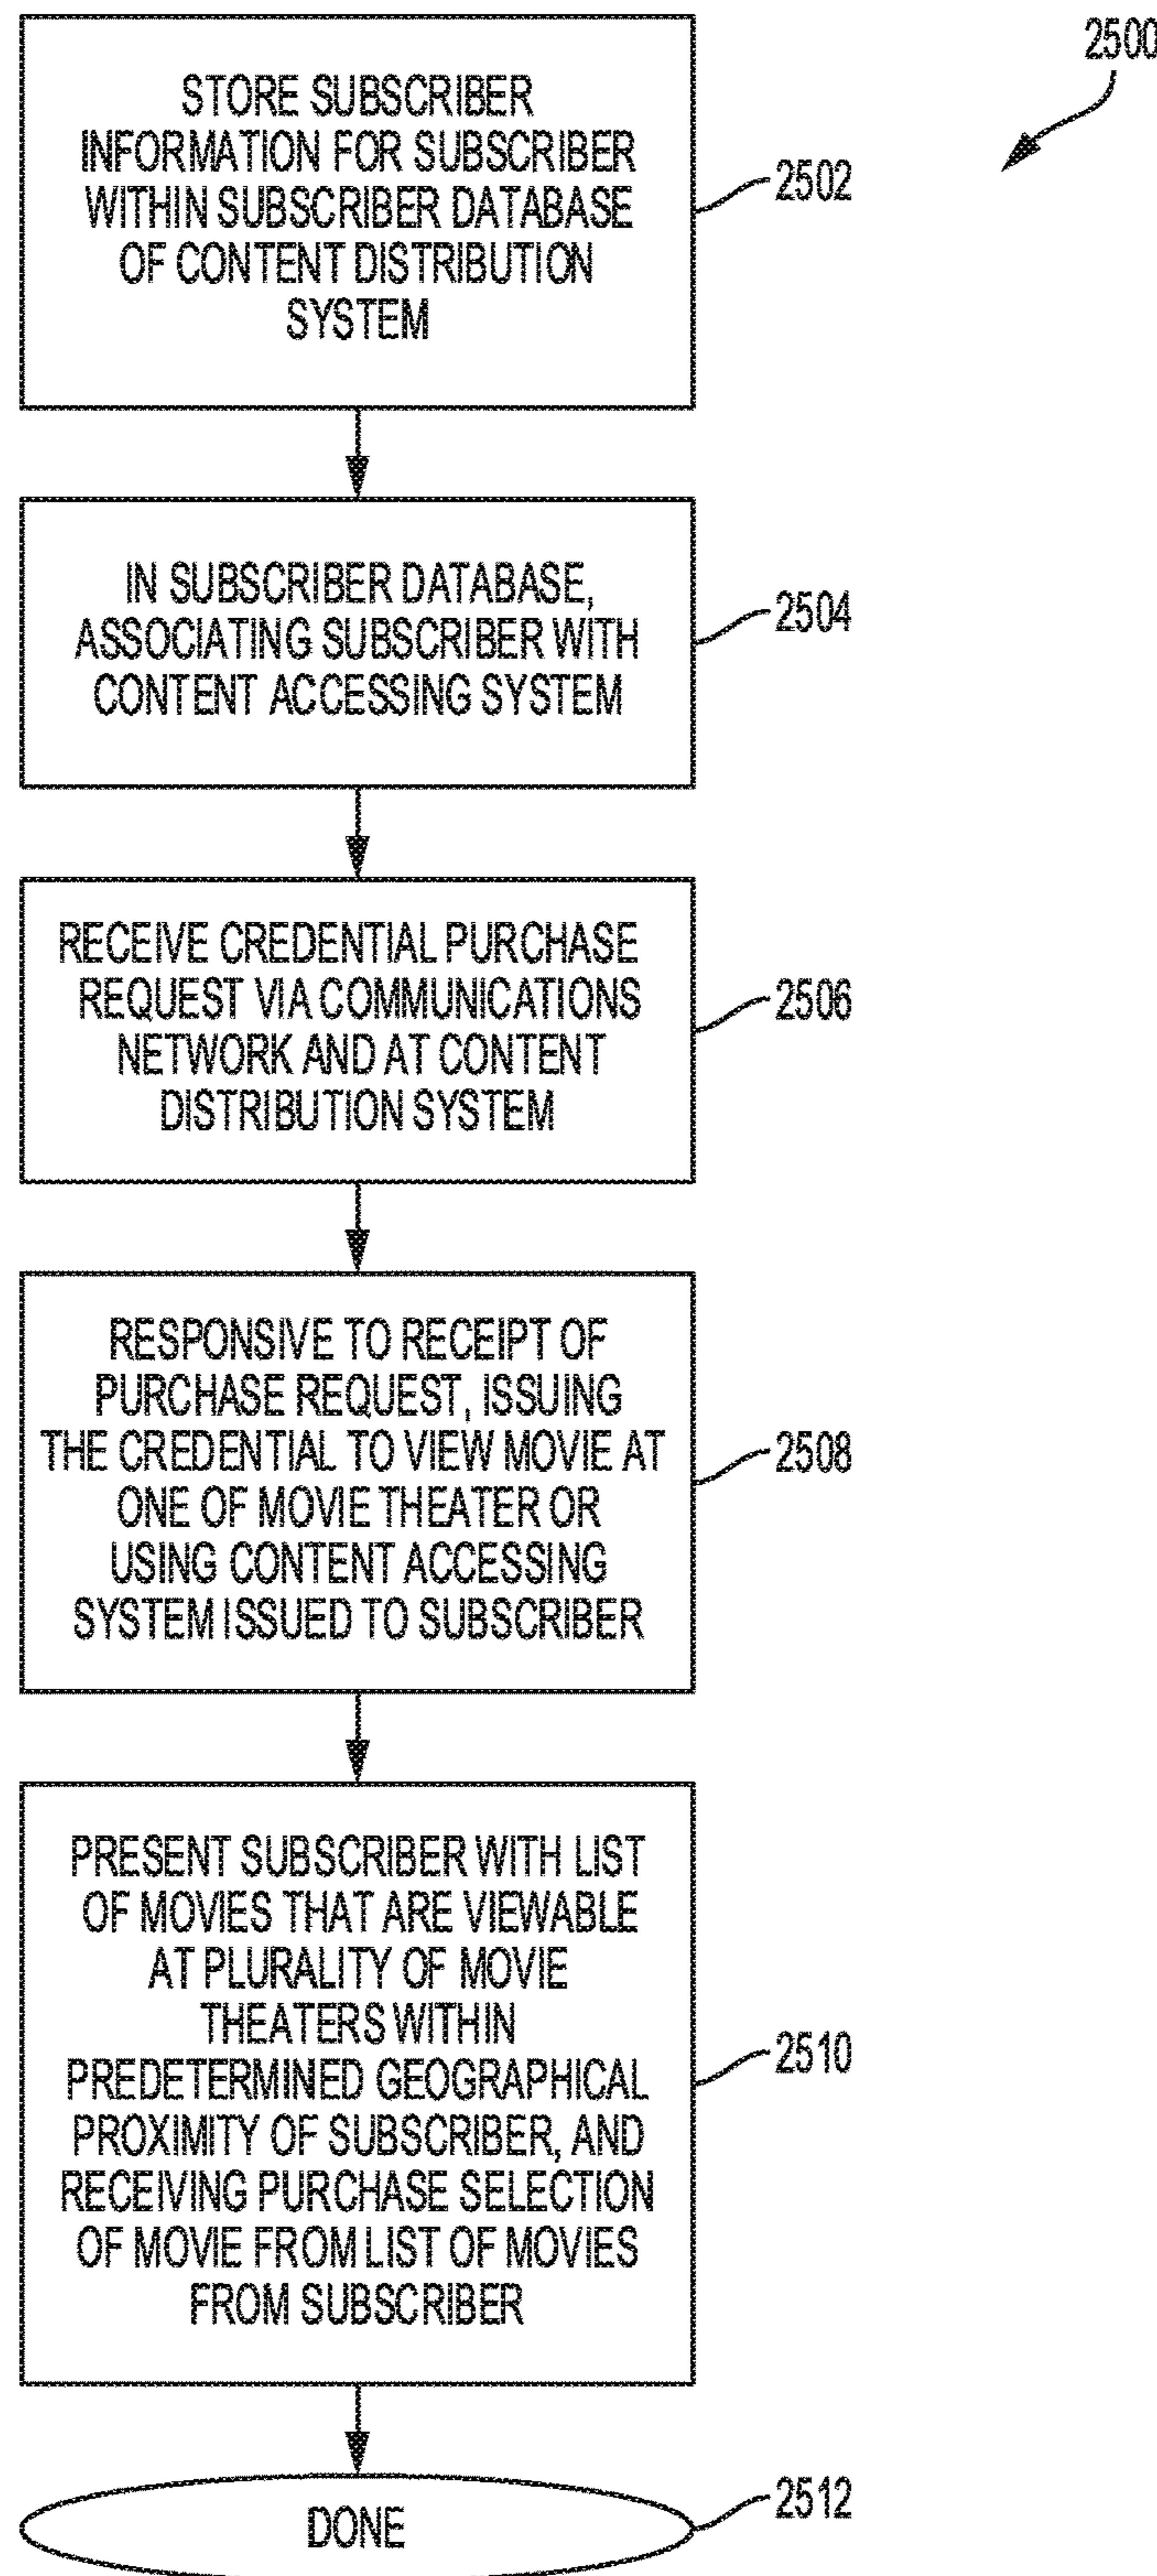 2500
STORE SUBSCRIBER
INFORMATION FOR SUBSCRIBER
WITHIN SUBSCRIBER DATABASE
OF CONTENT DISTRIBUTION
SYSTEM
2502
IN SUBSCRIBER DATABASE,
ASSOCIATING SUBSCRIBER WITH
CONTENT ACCESSING SYSTEM
2504
RECEIVE CREDENTIAL PURCHASE
REQUEST VIA COMMUNICATIONS
NETWORK AND AT CONTENT
DISTRIBUTION SYSTEM
2506
RESPONSIVE TO RECEIPT OF
PURCHASE REQUEST, ISSUING
THE CREDENTIAL TO VIEW MOVIE AT
ONE OF MOVIE THEATER OR
USING CONTENT ACCESSING
SYSTEM ISSUED TO SUBSCRIBER
2508
PRESENT SUBSCRIBER WITH LIST
OF MOVIES THAT ARE VIEWABLE
AT PLURALITY OF MOVIE
THEATERS WITHIN
PREDETERMINED GEOGRAPHICAL
PROXIMITY OF SUBSCRIBER, AND
RECEIVING PURCHASE SELECTION
OF MOVIE FROM LIST OF MOVIES
FROM SUBSCRIBER
2510
DONE
2512